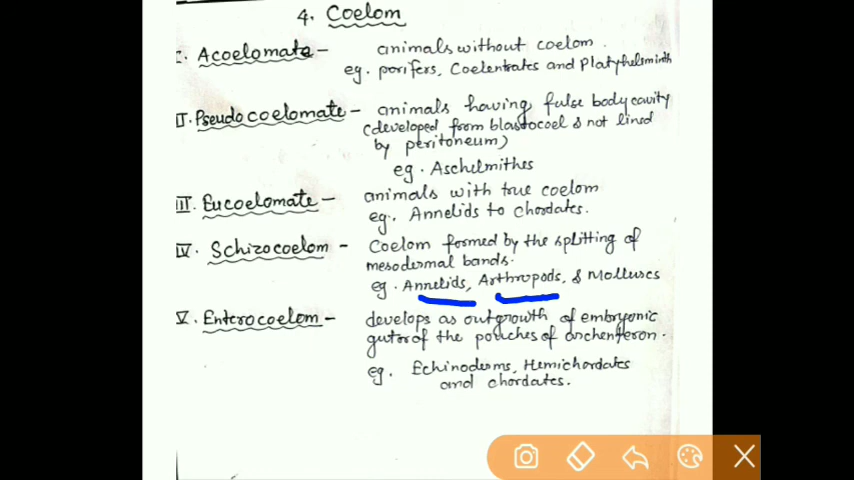 4. Coelom
I. Acoelomate - animals without coelom.
eg. porifers, Coelentrates and Platyhelminth
II. Pseudocoelomate - animals having fulse body cavity
(developed from blastocoel & not lined
by peritoneum)
eg. Aschelmithes
III. Eucoelomate - animals with true coelom
eg. Annelids to chordates.
IV. Schizocoelom - Coelom formed by the splitting of
mesodermal bands.
eg. Annelids, Arthropods, & Molluscs
V. Enterocoelom - develops as outgrowth of embryonic
gut or of the pouches of archenteron.
eg. Echinoderms, Hemichordates
and chordates.